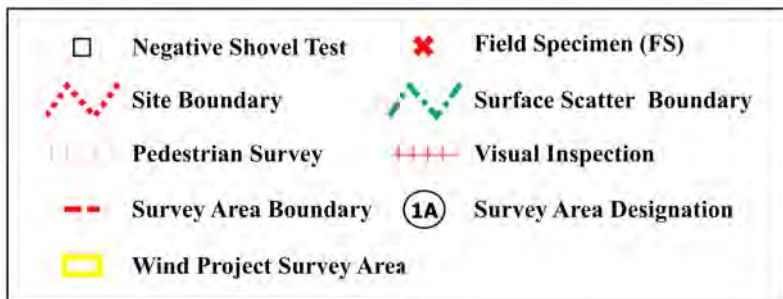 Negative Shovel Test
Field Specimen (FS)
Site Boundary
Surface Scatter Boundary
Pedestrian Survey
Visual Inspection
Survey Area Boundary
1A Survey Area Designation
Wind Project Survey Area